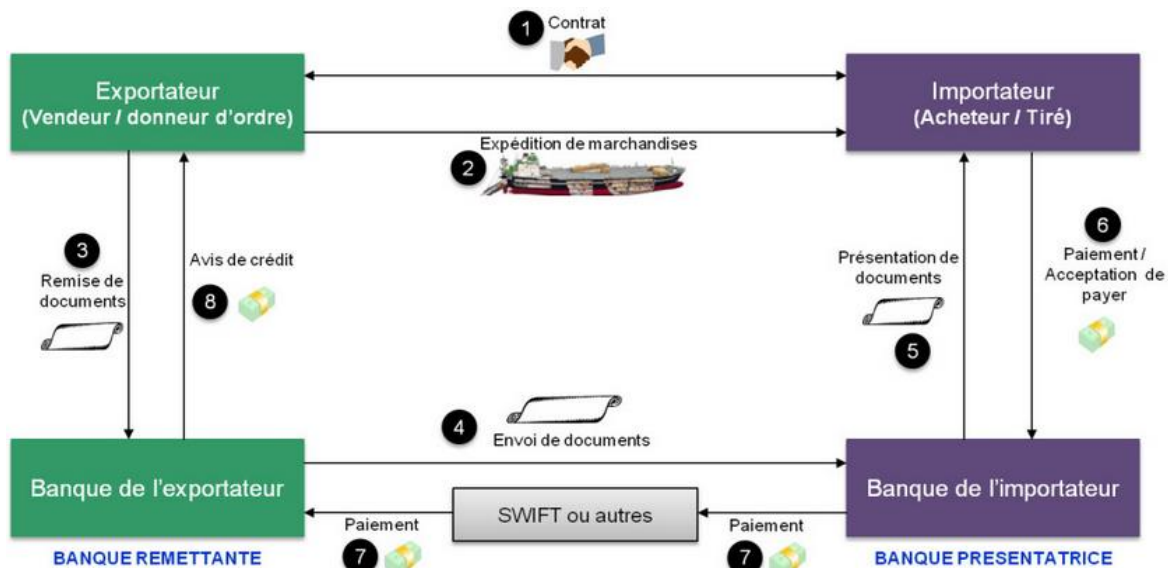 1 Contrat
Exportateur
(Vendeur / donneur d'ordre)
Importateur
(Acheteur / Tiré)
Expédition de marchandises
2
3
Remise de
documents
Avis de crédit
8
Présentation de
documents
5
6
Paiement /
Acceptation de
payer
4
Envoi de documents
Banque de l'exportateur
Banque de l'importateur
SWIFT ou autres
Paiement
7
Paiement
7
BANQUE REMETTANTE
BANQUE PRESENTATRICE